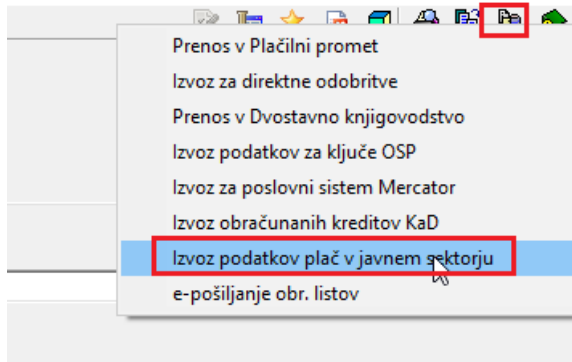 Prenos v Plačilni promet
Izvoz za direktne odobritve
Prenos v Dvostavno knjigovodstvo
Izvoz podatkov za ključe OSP
Izvoz za poslovni sistem Mercator
Izvoz obračunanih kreditov KaD
Izvoz podatkov plač v javnem sektorju
e-pošiljanje obr. listov